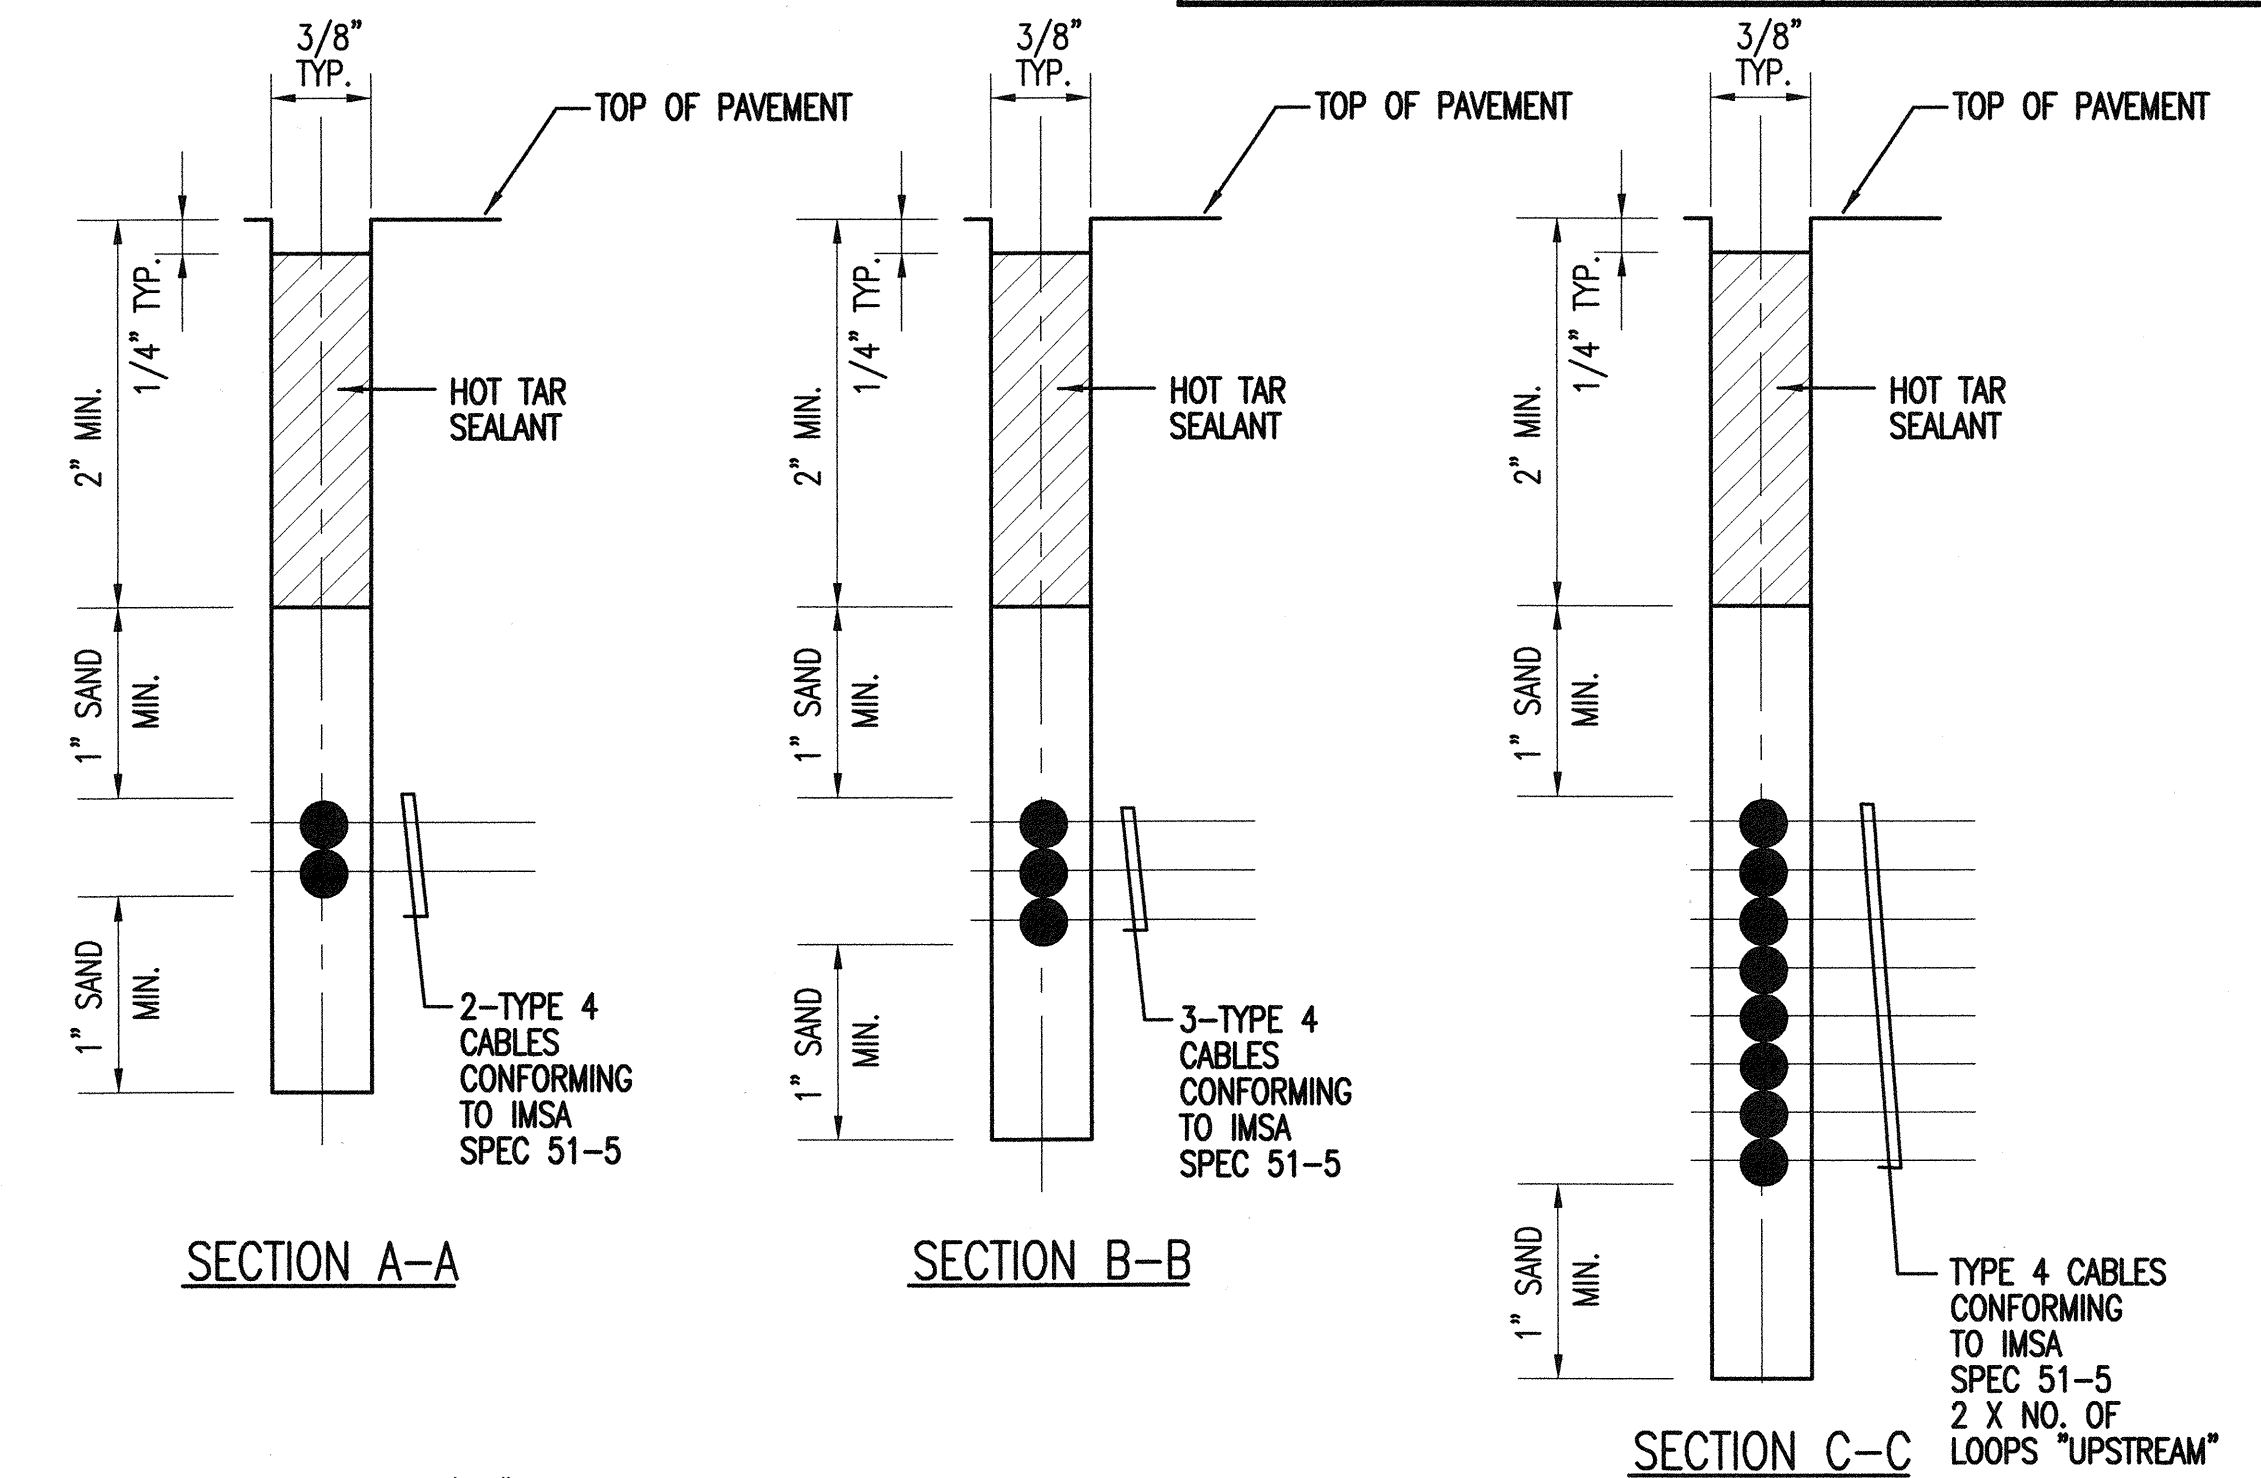 3/8”
TYP.
TOP OF PAVEMENT
1/4” TYP.
2” MIN.
HOT TAR
SEALANT
1” SAND
MIN.
1” SAND
MIN.
2-TYPE 4
CABLES
CONFORMING
TO IMSA
SPEC 51-5
SECTION A-A
3/8”
TYP.
TOP OF PAVEMENT
1/4” TYP.
2” MIN.
HOT TAR
SEALANT
1” SAND
MIN.
1” SAND
MIN.
3-TYPE 4
CABLES
CONFORMING
TO IMSA
SPEC 51-5
SECTION B-B
3/8”
TYP.
TOP OF PAVEMENT
1/4” TYP.
2” MIN.
HOT TAR
SEALANT
1” SAND
MIN.
1” SAND
MIN.
TYPE 4 CABLES
CONFORMING
TO IMSA
SPEC 51-5
2 X NO. OF
LOOPS ”UPSTREAM”
SECTION C-C